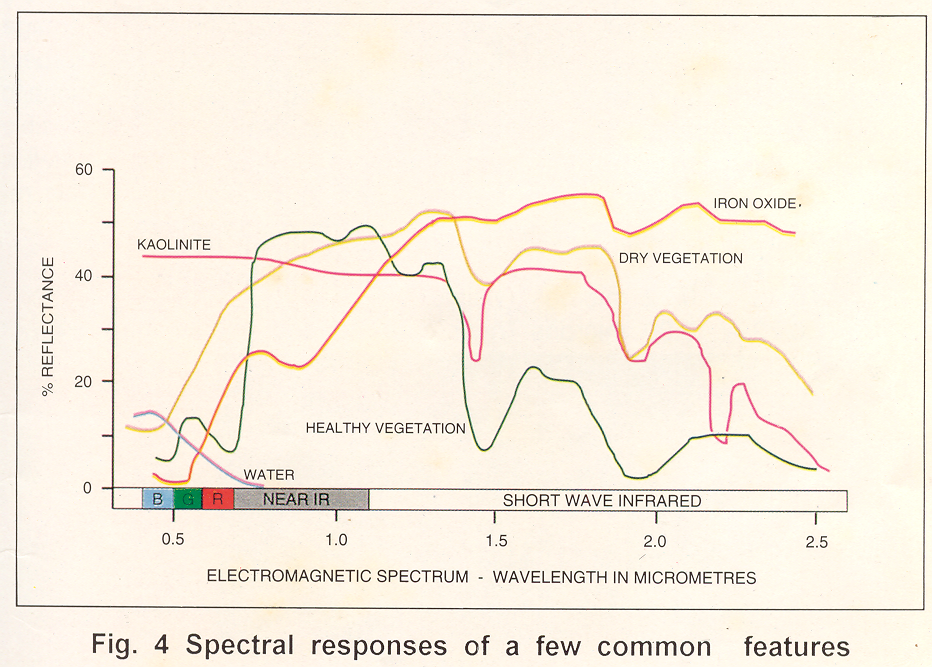 60
IRON OXIDE
KAOLINITE
DRY VEGETATION
40
% REFLECTANCE
20
HEALTHY VEGETATION
WATER
0
B G R NEAR IR SHORT WAVE INFRARED
0.5 1.0 1.5 2.0 2.5
ELECTROMAGNETIC SPECTRUM - WAVELENGTH IN MICROMETRES
Fig. 4 Spectral responses of a few common features